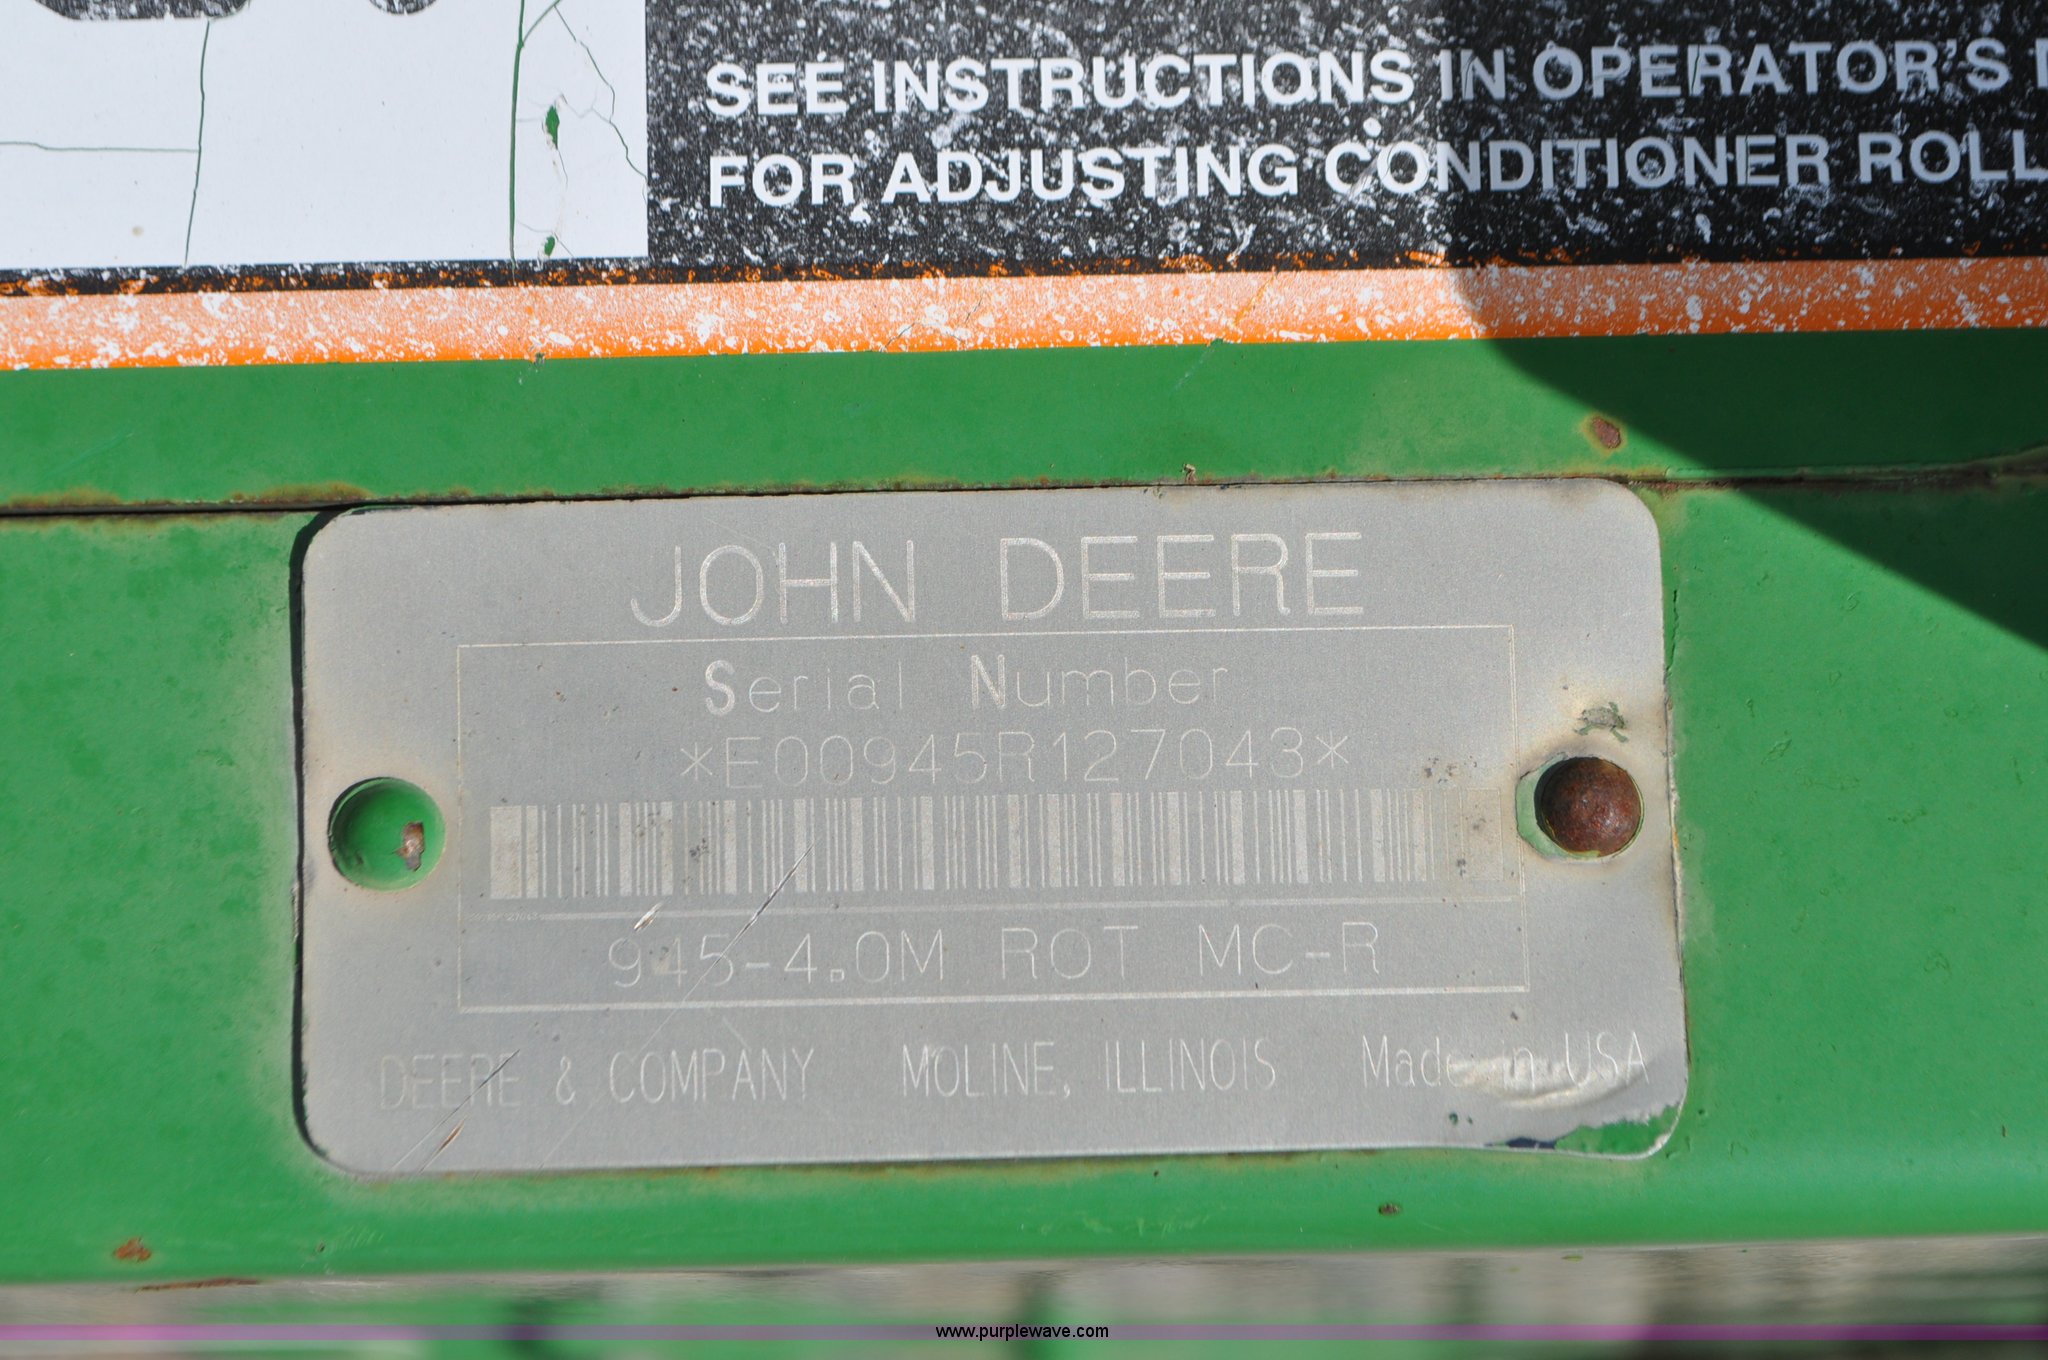 SEE INSTRUCTIONS IN OPERATOR'S
FOR ADJUSTING CONDITIONER ROLL
JOHN DEERE
Serial Number
*E00945R127043*
945-4.0M ROT MC-R
DEERE & COMPANY MOLINE, ILLINOIS Made in USA
www.purplewave.com